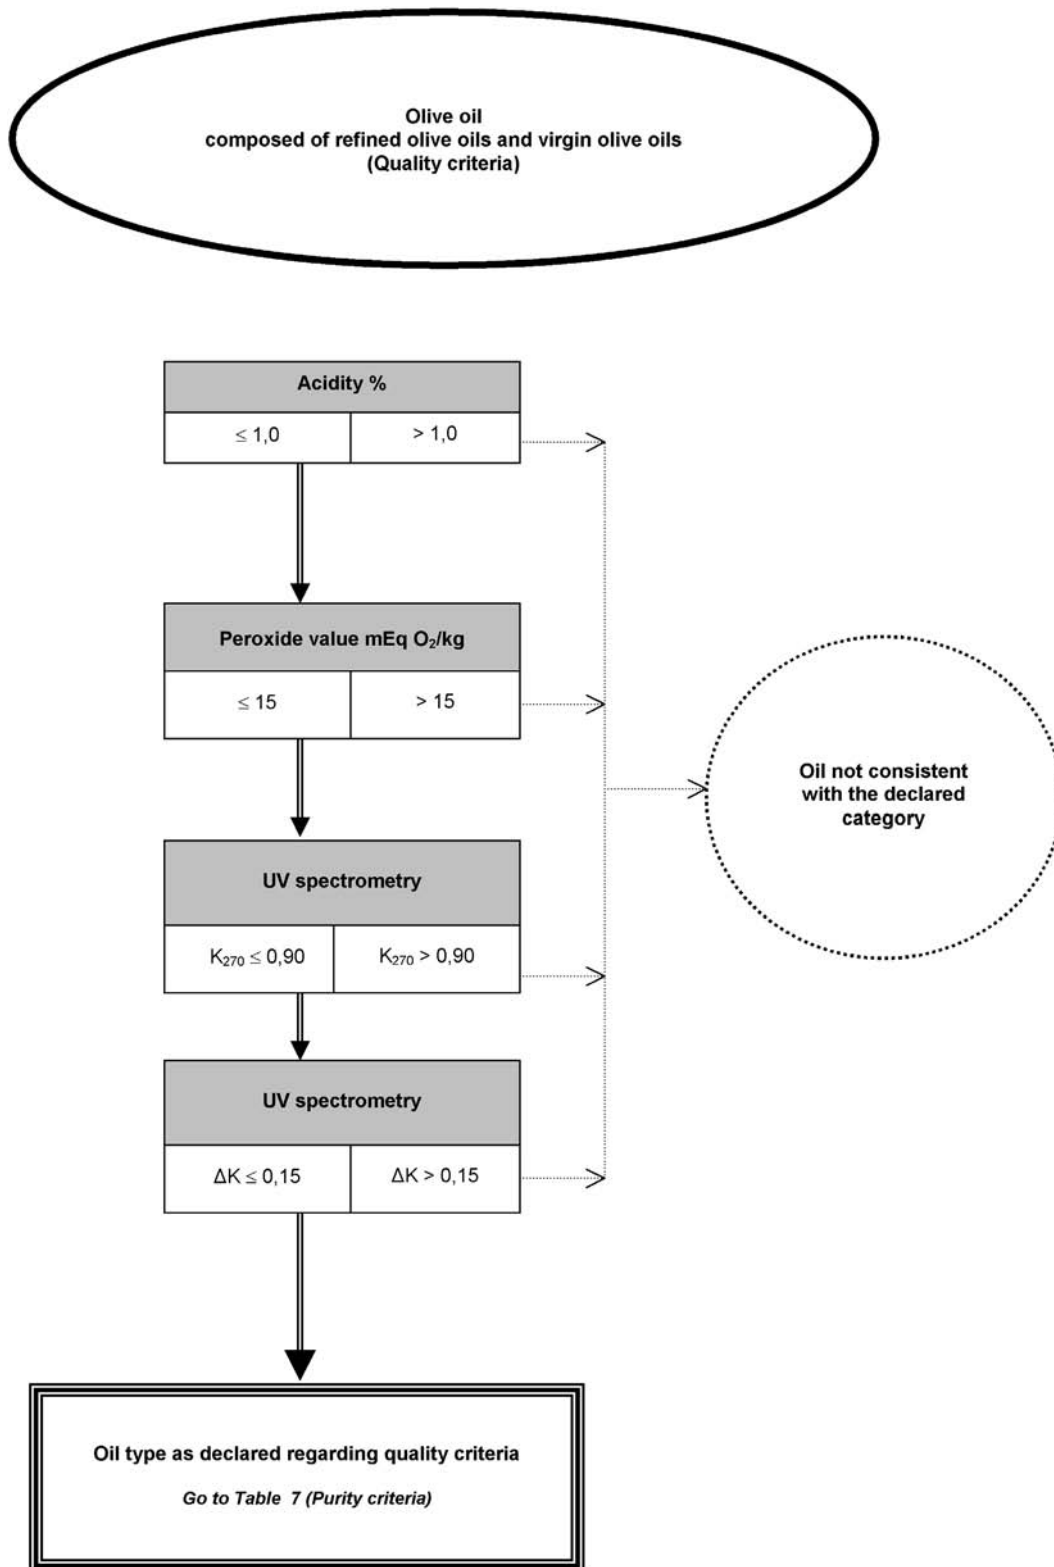 Olive oil
composed of refined olive oils and virgin olive oils
(Quality criteria)
Acidity %
≤ 1,0
> 1,0
Peroxide value mEq O₂/kg
≤ 15
> 15
Oil not consistent
with the declared
category
UV spectrometry
K₂₇₀ ≤ 0,90
K₂₇₀ > 0,90
UV spectrometry
ΔK ≤ 0,15
ΔK > 0,15
Oil type as declared regarding quality criteria
Go to Table 7 (Purity criteria)